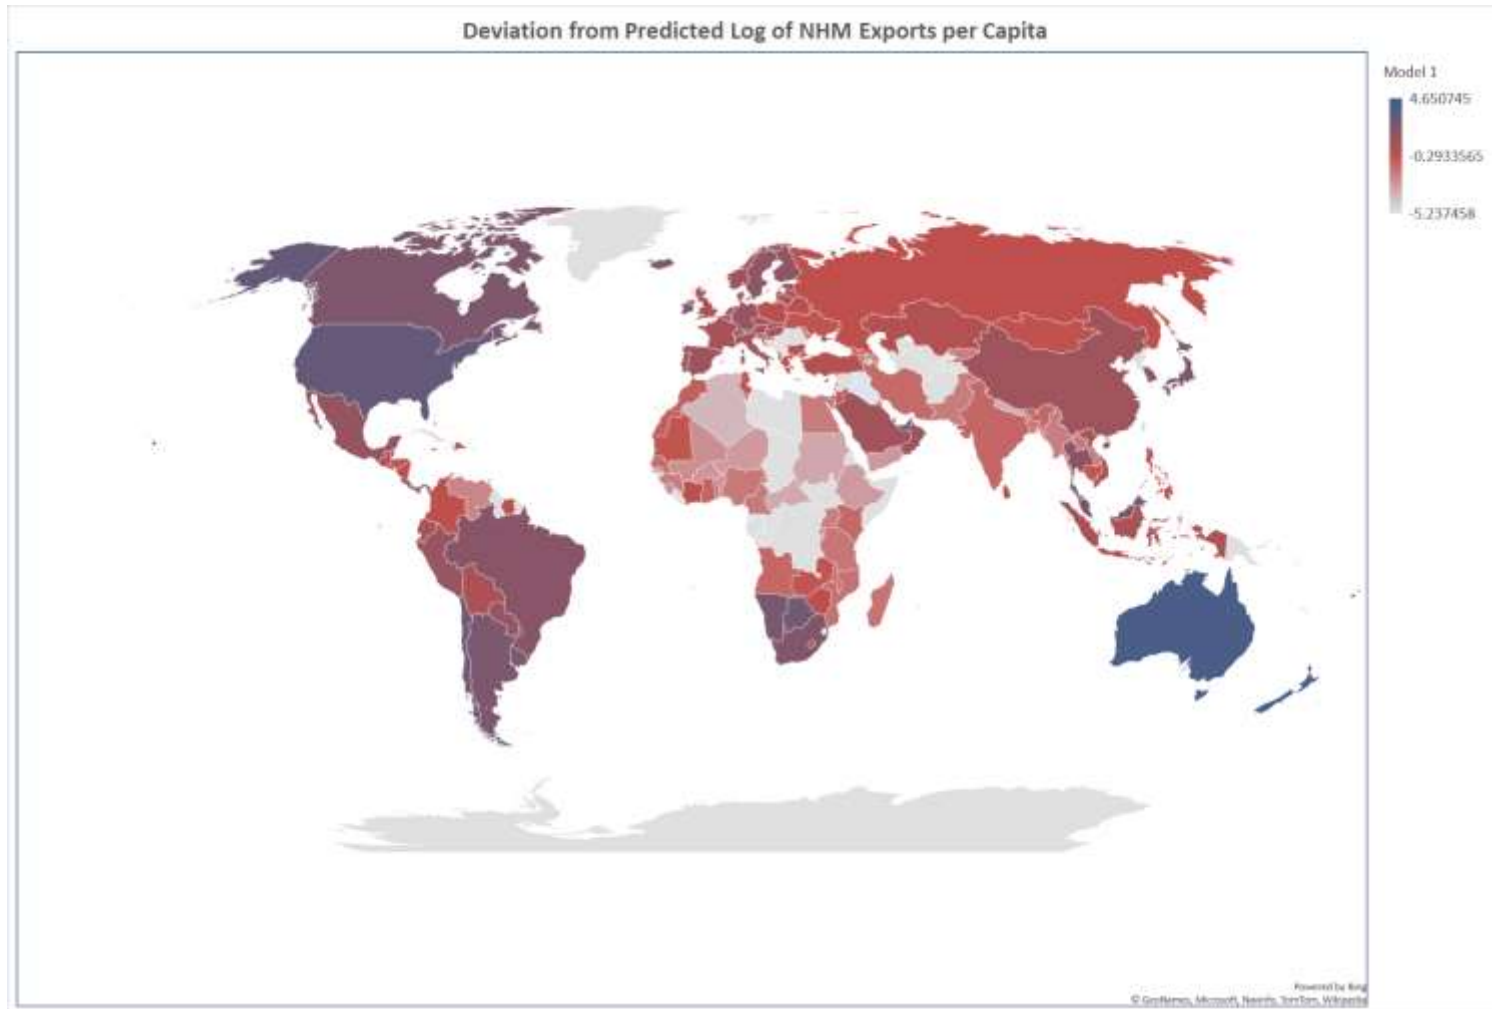 Deviation from Predicted Log of NHM Exports per Capita
Model 1
4.650745
-0.2933565
-5.237458
Powered by Bing
© GeoNames, Microsoft, Navinfo, TomTom, Wikipedia